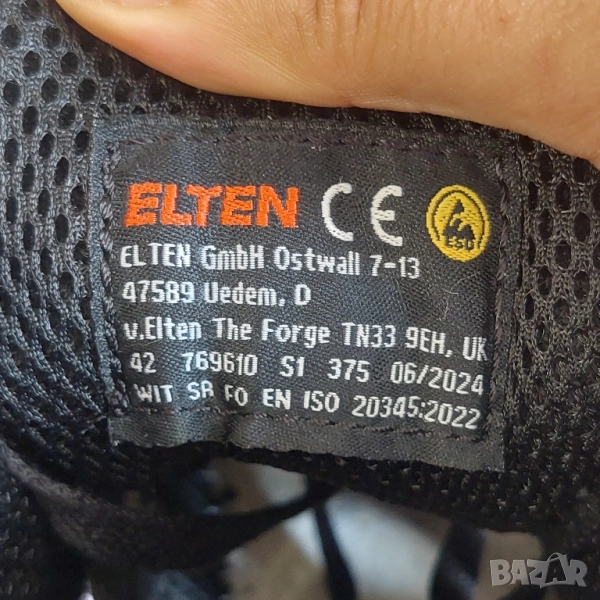 ELTEN CE ESD
ELTEN GmbH Ostwall 7-13
47589 Uedem, D
v.Elten The Forge TN33 9EH, UK
42 769610 S1 375 06/2024
WIT SR FO EN ISO 20345:2022
BAZAR